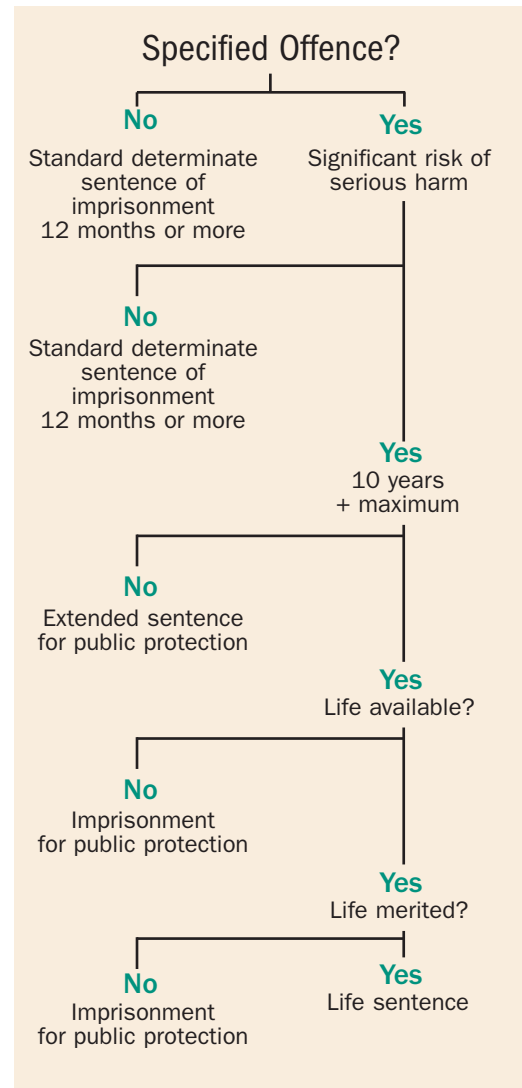 Specified Offence?
No
Standard determinate
sentence of
imprisonment
12 months or more
Yes
Significant risk of
serious harm
No
Standard determinate
sentence of
imprisonment
12 months or more
Yes
10 years
+ maximum
No
Extended sentence
for public protection
Yes
Life available?
No
Imprisonment
for public protection
Yes
Life merited?
No
Imprisonment
for public protection
Yes
Life sentence